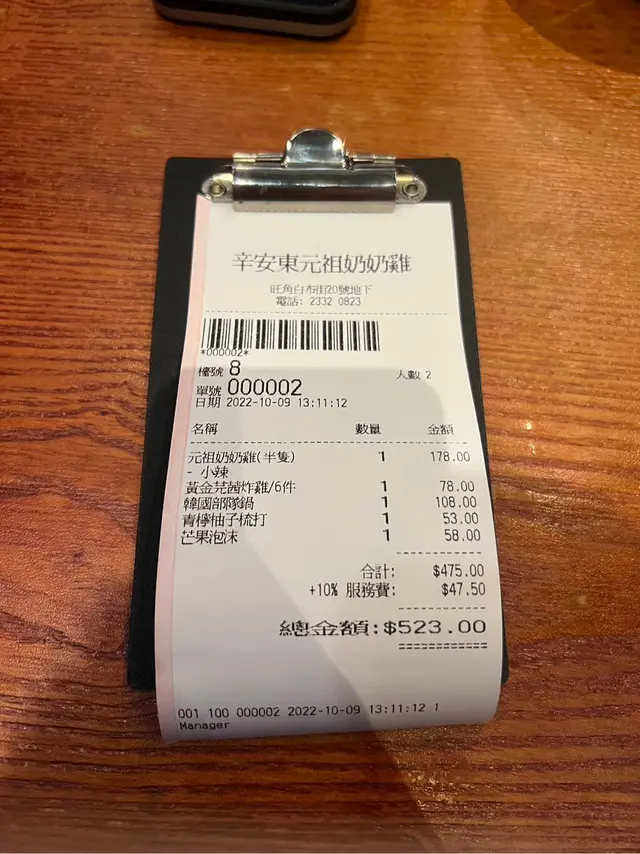 辛安東元祖奶奶雞
旺角白布街20號地下
電話: 2332 0823
*000002*
檯號 8 人數 2
單號 000002
日期 2022-10-09 13:11:12
名稱 數量 金額
元祖奶奶雞(半隻) 1 178.00
- 小辣
黃金芫茜炸雞/6件 1 78.00
韓國部隊鍋 1 108.00
青檸柚子梳打 1 53.00
芒果泡沫 1 58.00
合計: $475.00
+10% 服務費: $47.50
總金額:$523.00
001 100 000002 2022-10-09 13:11:12 1
Manager